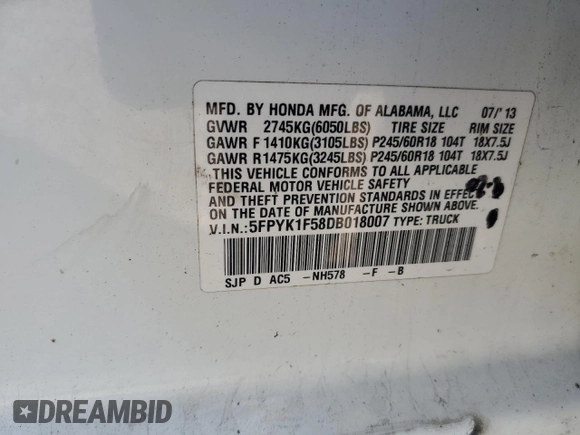 MFD. BY HONDA MFG. OF ALABAMA, LLC 07/'13
GVWR 2745KG(6050LBS) TIRE SIZE RIM SIZE
GAWR F 1410KG(3105LBS) P245/60R18 104T 18X7.5J
GAWR R1475KG(3245LBS) P245/60R18 104T 18X7.5J
THIS VEHICLE CONFORMS TO ALL APPLICABLE
FEDERAL MOTOR VEHICLE SAFETY
AND THEFT PREVENTION STANDARDS IN EFFECT
ON THE DATE OF MANUFACTURE SHOWN ABOVE.
V.I.N.:5FPYK1F58DB018007 TYPE: TRUCK
SJP D AC5 -NH578 -F -B
DREAMBID